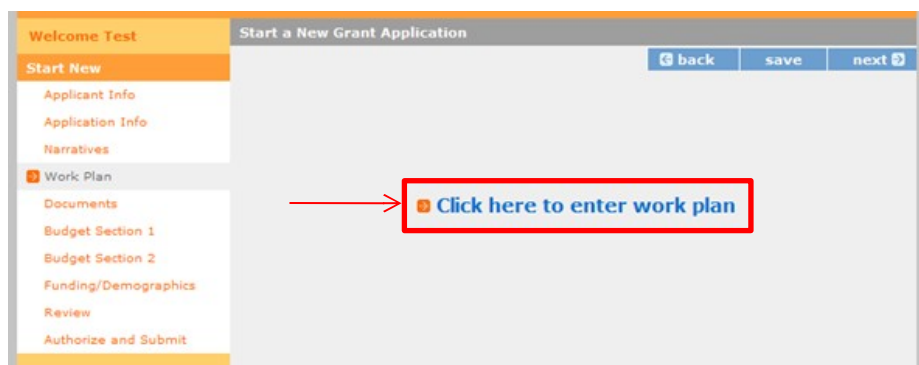 Welcome Test
Start New
Applicant Info
Application Info
Narratives
Work Plan
Documents
Budget Section 1
Budget Section 2
Funding/Demographics
Review
Authorize and Submit
Start a New Grant Application
back save next
Click here to enter work plan